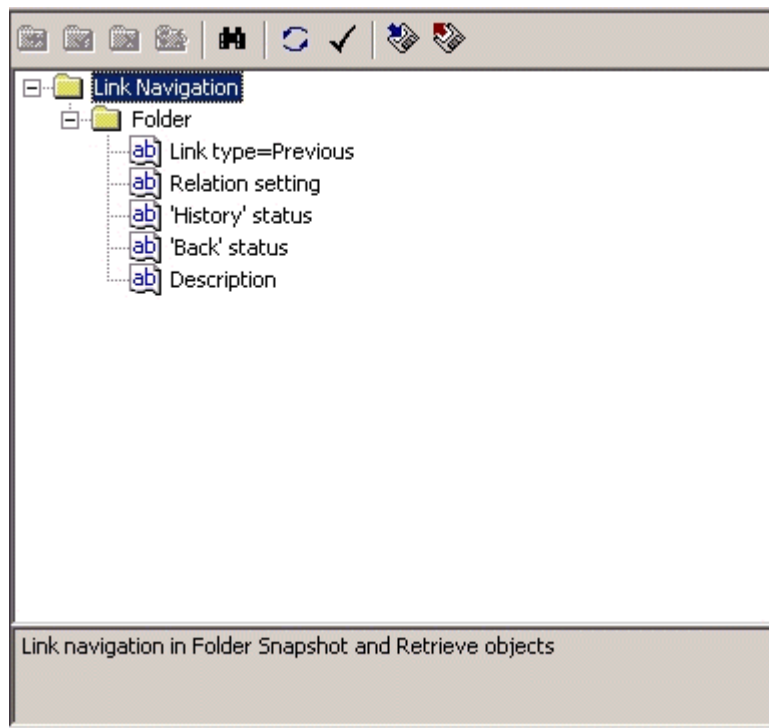 Link Navigation
Folder
ab Link type=Previous
ab Relation setting
ab 'History' status
ab 'Back' status
ab Description
Link navigation in Folder Snapshot and Retrieve objects